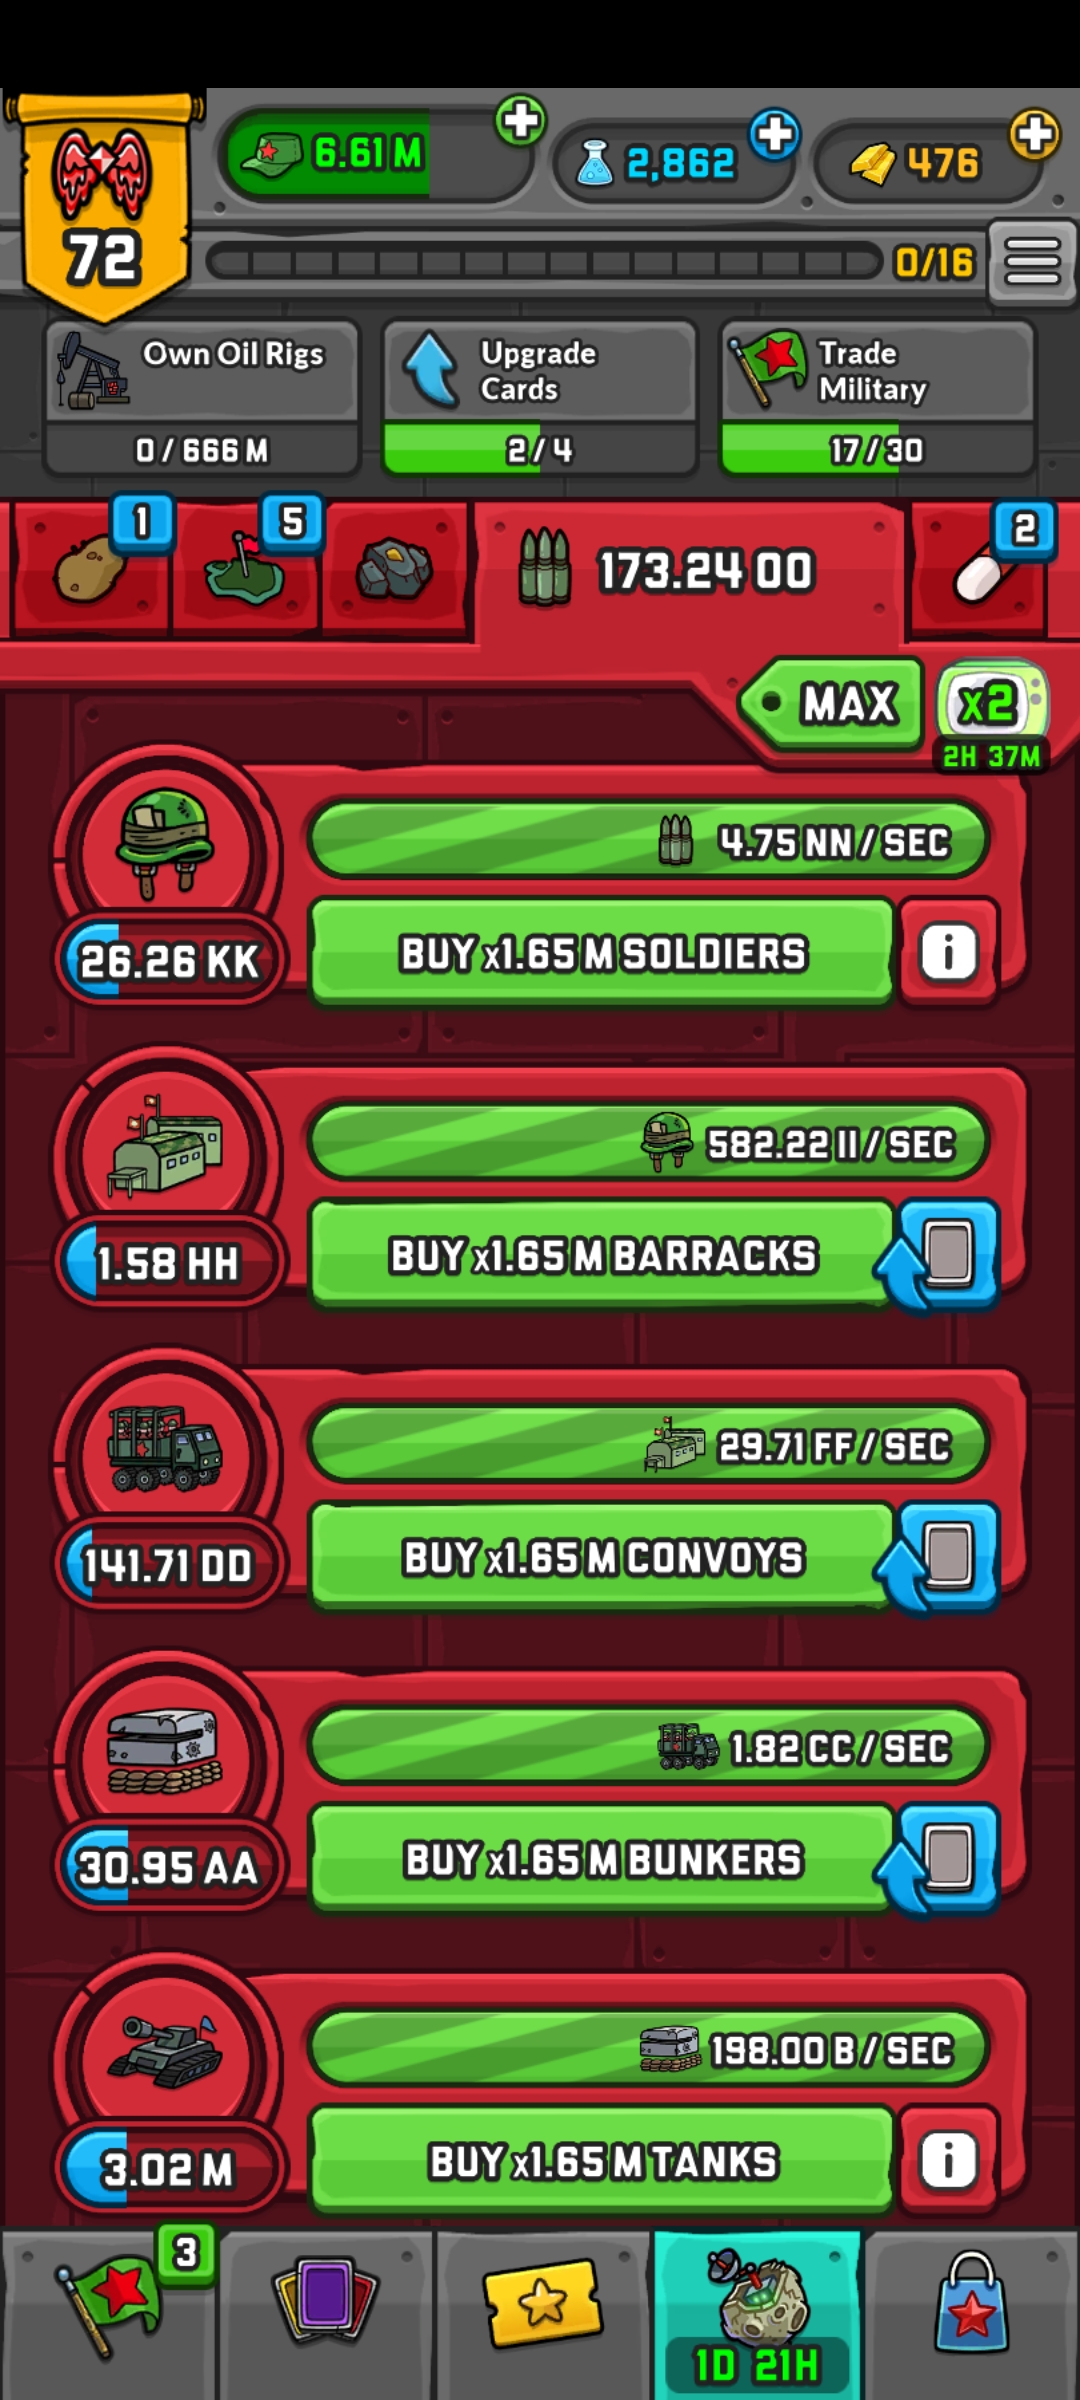 6.61 M
2,862
476
72
0/16
Own Oil Rigs
0 / 666 M
Upgrade
Cards
2 / 4
Trade
Military
17 / 30
1
5
173.24 OO
2
MAX
x2
2H 37M
4.75 NN / SEC
26.26 KK
BUY x1.65 M SOLDIERS
i
582.22 II / SEC
1.58 HH
BUY x1.65 M BARRACKS
29.71 FF / SEC
141.71 DD
BUY x1.65 M CONVOYS
1.82 CC / SEC
30.95 AA
BUY x1.65 M BUNKERS
198.00 B / SEC
3.02 M
BUY x1.65 M TANKS
i
3
1D 21H